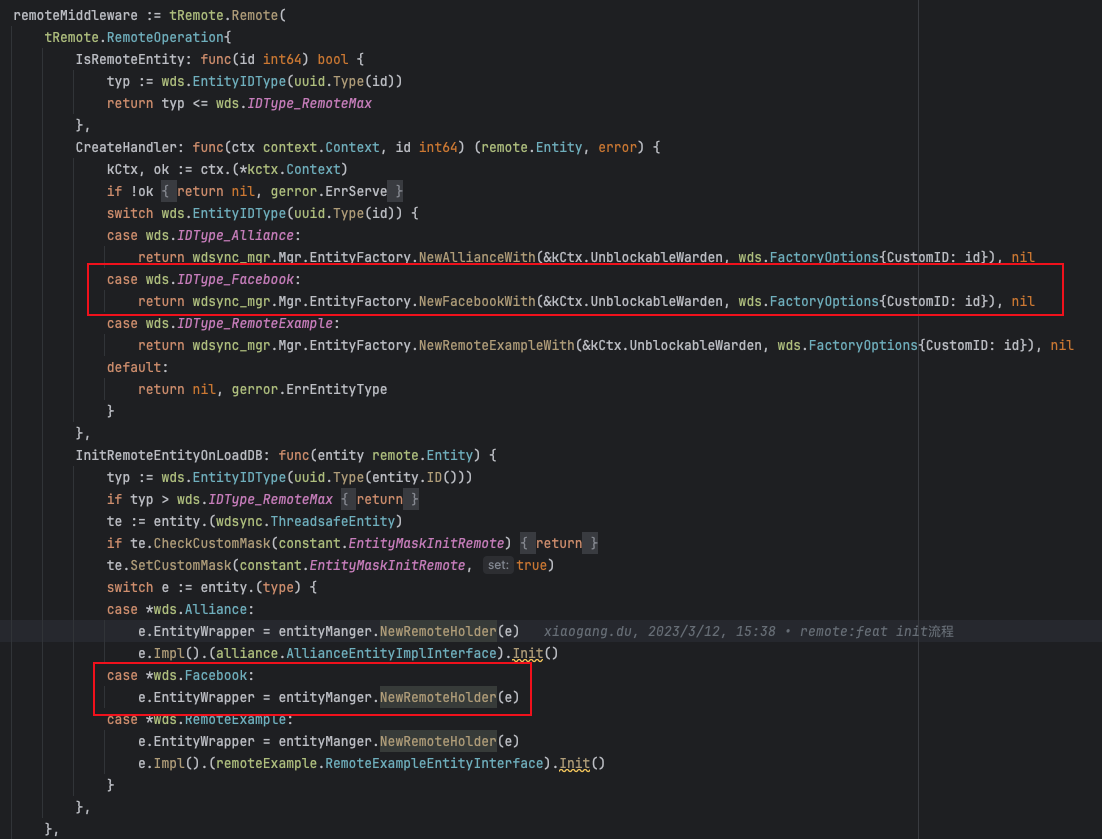 remoteMiddleware := tRemote.Remote(
tRemote.RemoteOperation{
IsRemoteEntity: func(id int64) bool {
typ := wds.EntityIDType(uuid.Type(id))
return typ <= wds.IDType_RemoteMax
},
CreateHandler: func(ctx context.Context, id int64) (remote.Entity, error) {
kCtx, ok := ctx.(*kctx.Context)
if !ok { return nil, gerror.ErrServe }
switch wds.EntityIDType(uuid.Type(id)) {
case wds.IDType_Alliance:
return wdsync_mgr.Mgr.EntityFactory.NewAllianceWith(&kCtx.UnblockableWarden, wds.FactoryOptions{CustomID: id}), nil
case wds.IDType_Facebook:
return wdsync_mgr.Mgr.EntityFactory.NewFacebookWith(&kCtx.UnblockableWarden, wds.FactoryOptions{CustomID: id}), nil
case wds.IDType_RemoteExample:
return wdsync_mgr.Mgr.EntityFactory.NewRemoteExampleWith(&kCtx.UnblockableWarden, wds.FactoryOptions{CustomID: id}), nil
default:
return nil, gerror.ErrEntityType
}
},
InitRemoteEntityOnLoadDB: func(entity remote.Entity) {
typ := wds.EntityIDType(uuid.Type(entity.ID()))
if typ > wds.IDType_RemoteMax { return }
te := entity.(wdsync.ThreadsafeEntity)
if te.CheckCustomMask(constant.EntityMaskInitRemote) { return }
te.SetCustomMask(constant.EntityMaskInitRemote, set: true)
switch e := entity.(type) {
case *wds.Alliance:
e.EntityWrapper = entityManger.NewRemoteHolder(e) xiaogang.du, 2023/3/12, 15:38 • remote:feat init流程
e.Impl().(alliance.AllianceEntityImplInterface).Init()
case *wds.Facebook:
e.EntityWrapper = entityManger.NewRemoteHolder(e)
case *wds.RemoteExample:
e.EntityWrapper = entityManger.NewRemoteHolder(e)
e.Impl().(remoteExample.RemoteExampleEntityInterface).Init()
}
},
},